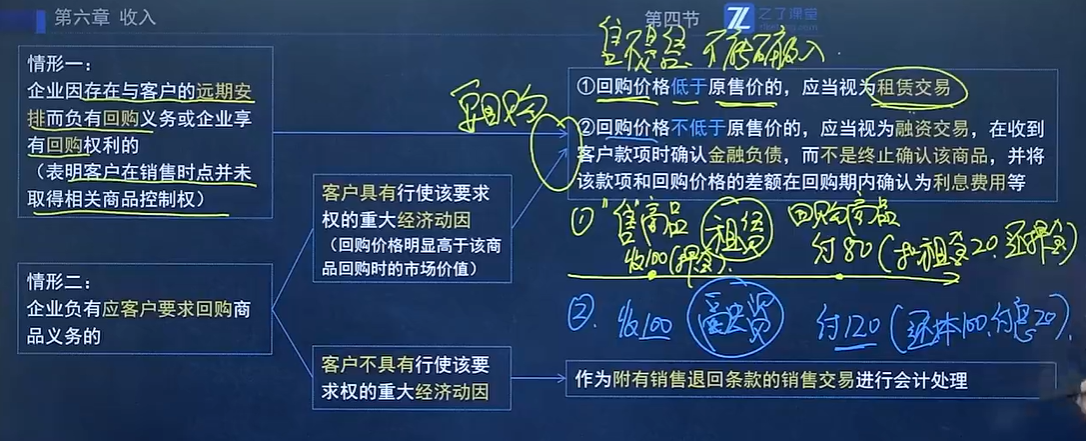 第六章 收入
第四节
乙了课堂
情形一：
企业因存在与客户的远期安
排而负有回购义务或企业享
有回购权利的
（表明客户在销售时点并未
取得相关商品控制权）
要回购
不确认收入
①回购价格低于原售价的，应当视为租赁交易
②回购价格不低于原售价的，应当视为融资交易，在收到
客户款项时确认金融负债，而不是终止确认该商品，并将
该款项和回购价格的差额在回购期内确认为利息费用等
客户具有行使该要求
权的重大经济动因
（回购价格明显高于该商
品回购时的市场价值）
① "售"商品 租赁 回购商品
收100(押金). 付80(扣租金20.还押金)
情形二：
企业负有应客户要求回购商
品义务的
②. 收100 融资 付120(还本100,付息20).
客户不具有行使该要
求权的重大经济动因
作为附有销售退回条款的销售交易进行会计处理